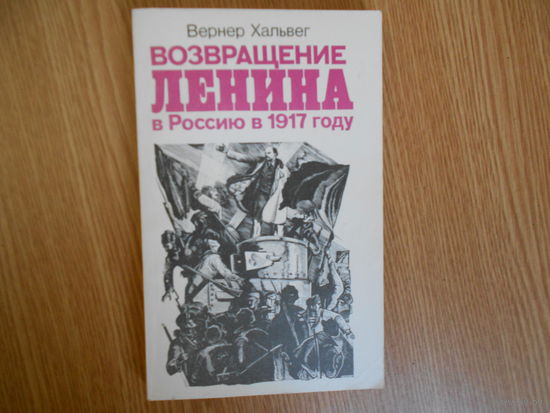 Вернер Хальвег
ВОЗВРАЩЕНИЕ
ЛЕНИНА
в Россию в 1917 году